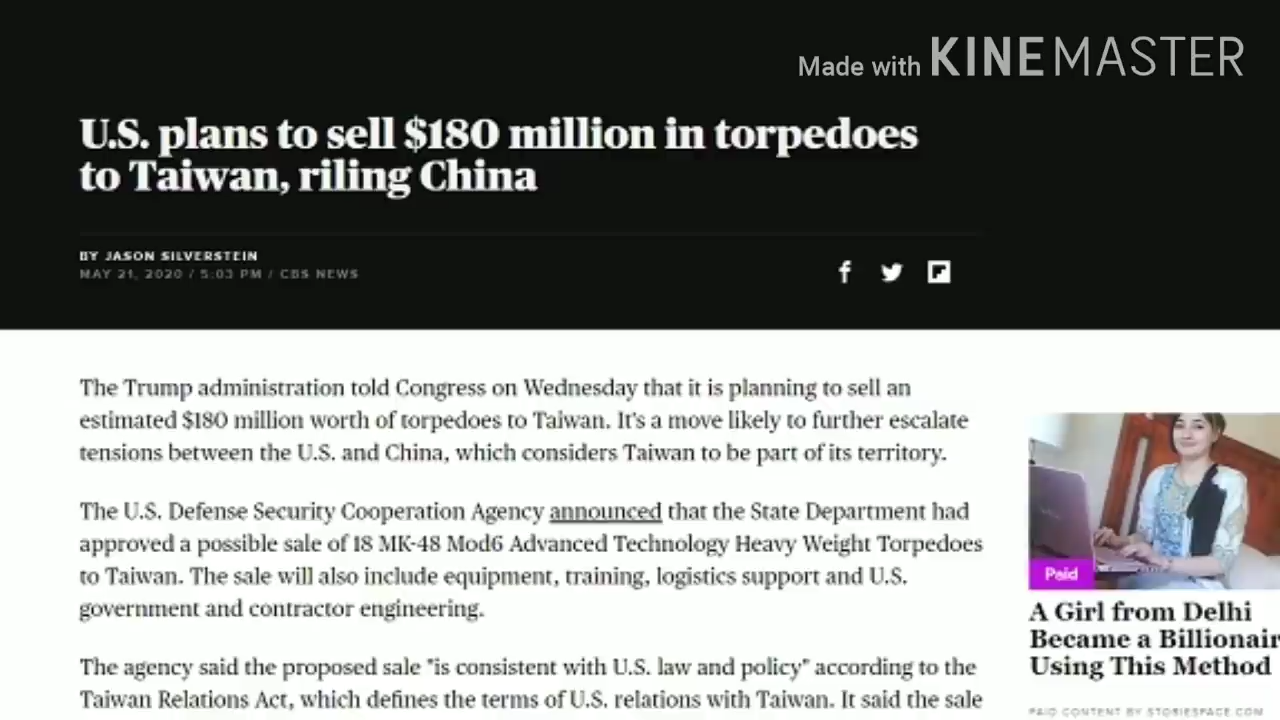 Made with KINEMASTER
U.S. plans to sell $180 million in torpedoes
to Taiwan, riling China
BY JASON SILVERSTEIN
MAY 21, 2020 / 5:03 PM / CBS NEWS
The Trump administration told Congress on Wednesday that it is planning to sell an
estimated $180 million worth of torpedoes to Taiwan. It's a move likely to further escalate
tensions between the U.S. and China, which considers Taiwan to be part of its territory.
The U.S. Defense Security Cooperation Agency announced that the State Department had
approved a possible sale of 18 MK-48 Mod6 Advanced Technology Heavy Weight Torpedoes
to Taiwan. The sale will also include equipment, training, logistics support and U.S.
government and contractor engineering.
The agency said the proposed sale "is consistent with U.S. law and policy" according to the
Taiwan Relations Act, which defines the terms of U.S. relations with Taiwan. It said the sale
Paid
A Girl from Delhi
Became a Billionair
Using This Method
PAID CONTENT BY STORIESPACE.COM